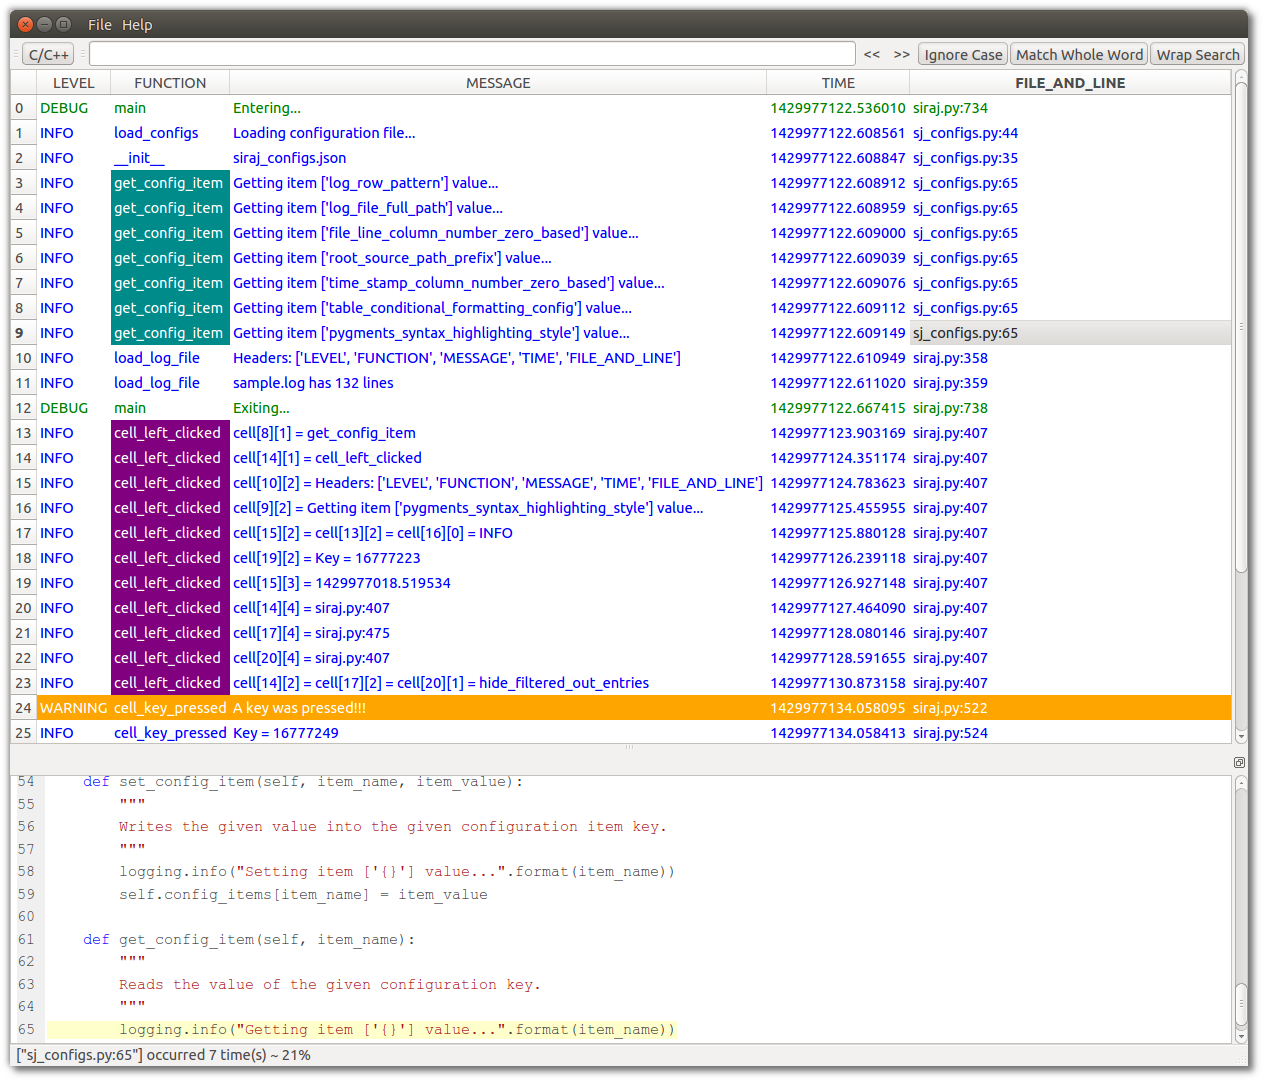 File Help
C/C++ << >> Ignore Case Match Whole Word Wrap Search
LEVEL FUNCTION MESSAGE TIME FILE_AND_LINE
0 DEBUG main Entering... 1429977122.536010 siraj.py:734
1 INFO load_configs Loading configuration file... 1429977122.608561 sj_configs.py:44
2 INFO __init__ siraj_configs.json 1429977122.608847 sj_configs.py:35
3 INFO get_config_item Getting item ['log_row_pattern'] value... 1429977122.608912 sj_configs.py:65
4 INFO get_config_item Getting item ['log_file_full_path'] value... 1429977122.608959 sj_configs.py:65
5 INFO get_config_item Getting item ['file_line_column_number_zero_based'] value... 1429977122.609000 sj_configs.py:65
6 INFO get_config_item Getting item ['root_source_path_prefix'] value... 1429977122.609039 sj_configs.py:65
7 INFO get_config_item Getting item ['time_stamp_column_number_zero_based'] value... 1429977122.609076 sj_configs.py:65
8 INFO get_config_item Getting item ['table_conditional_formatting_config'] value... 1429977122.609112 sj_configs.py:65
9 INFO get_config_item Getting item ['pygments_syntax_highlighting_style'] value... 1429977122.609149 sj_configs.py:65
10 INFO load_log_file Headers: ['LEVEL', 'FUNCTION', 'MESSAGE', 'TIME', 'FILE_AND_LINE'] 1429977122.610949 siraj.py:358
11 INFO load_log_file sample.log has 132 lines 1429977122.611020 siraj.py:359
12 DEBUG main Exiting... 1429977122.667415 siraj.py:738
13 INFO cell_left_clicked cell[8][1] = get_config_item 1429977123.903169 siraj.py:407
14 INFO cell_left_clicked cell[14][1] = cell_left_clicked 1429977124.351174 siraj.py:407
15 INFO cell_left_clicked cell[10][2] = Headers: ['LEVEL', 'FUNCTION', 'MESSAGE', 'TIME', 'FILE_AND_LINE'] 1429977124.783623 siraj.py:407
16 INFO cell_left_clicked cell[9][2] = Getting item ['pygments_syntax_highlighting_style'] value... 1429977125.455955 siraj.py:407
17 INFO cell_left_clicked cell[15][2] = cell[13][2] = cell[16][0] = INFO 1429977125.880128 siraj.py:407
18 INFO cell_left_clicked cell[19][2] = Key = 16777223 1429977126.239118 siraj.py:407
19 INFO cell_left_clicked cell[15][3] = 1429977018.519534 1429977126.927148 siraj.py:407
20 INFO cell_left_clicked cell[14][4] = siraj.py:407 1429977127.464090 siraj.py:407
21 INFO cell_left_clicked cell[17][4] = siraj.py:475 1429977128.080146 siraj.py:407
22 INFO cell_left_clicked cell[20][4] = siraj.py:407 1429977128.591655 siraj.py:407
23 INFO cell_left_clicked cell[14][2] = cell[17][2] = cell[20][1] = hide_filtered_out_entries 1429977130.873158 siraj.py:407
24 WARNING cell_key_pressed A key was pressed!!! 1429977134.058095 siraj.py:522
25 INFO cell_key_pressed Key = 16777249 1429977134.058413 siraj.py:524
54 def set_config_item(self, item_name, item_value):
55 """
56 Writes the given value into the given configuration item key.
57 """
58 logging.info("Setting item ['{}'] value...".format(item_name))
59 self.config_items[item_name] = item_value
60
61 def get_config_item(self, item_name):
62 """
63 Reads the value of the given configuration key.
64 """
65 logging.info("Getting item ['{}'] value...".format(item_name))
["sj_configs.py:65"] occurred 7 time(s) ~ 21%